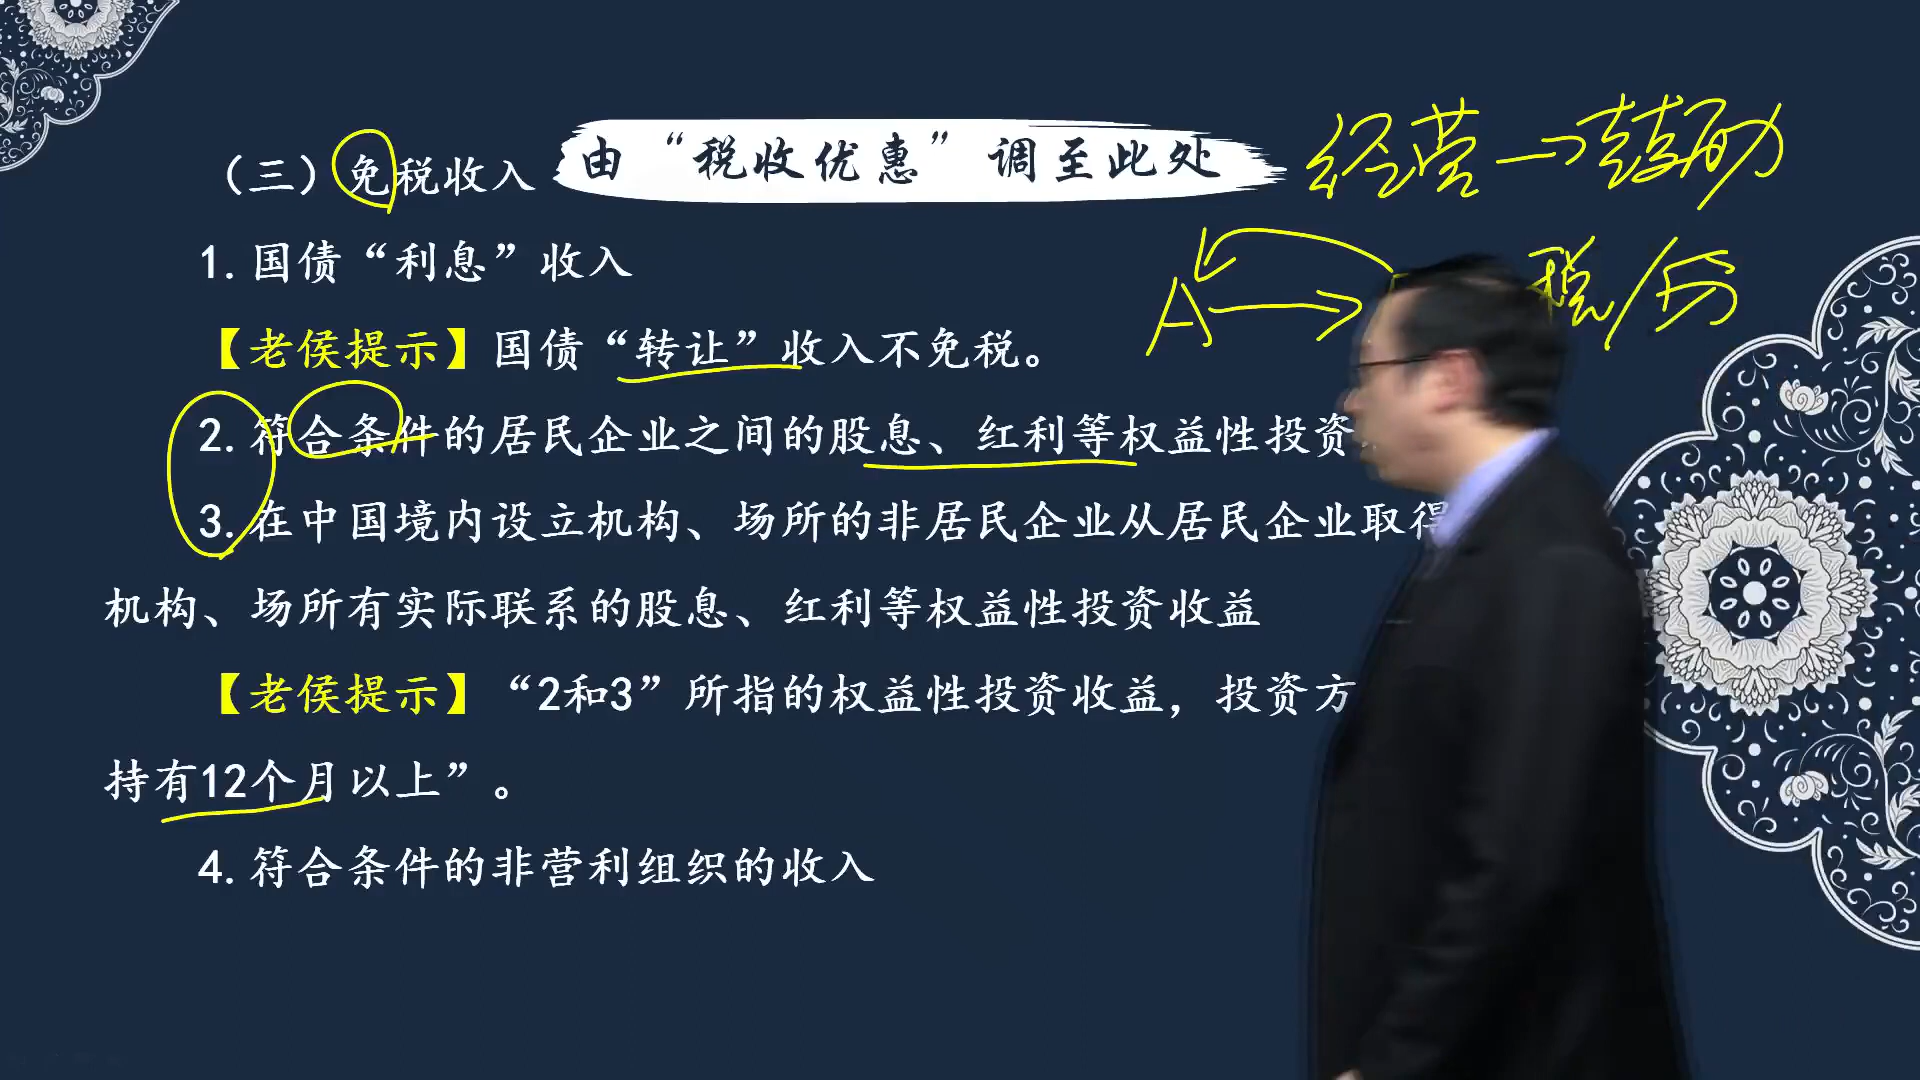 （三）免税收入 由“税收优惠”调至此处 经营→鼓励
1.国债“利息”收入
A 税/后
【老侯提示】国债“转让”收入不免税。
2.符合条件的居民企业之间的股息、红利等权益性投资
3.在中国境内设立机构、场所的非居民企业从居民企业取得
机构、场所有实际联系的股息、红利等权益性投资收益
【老侯提示】“2和3”所指的权益性投资收益，投资方
持有12个月以上”。
4.符合条件的非营利组织的收入